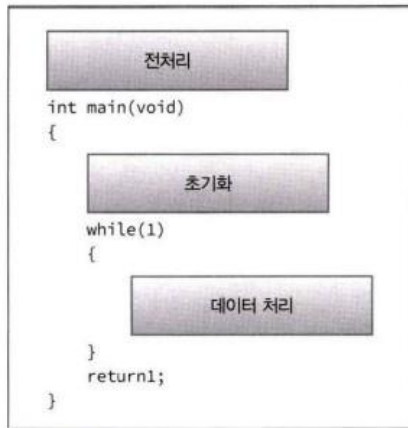 전처리
int main(void)
{
초기화
while(1)
{
데이터 처리
}
return1;
}